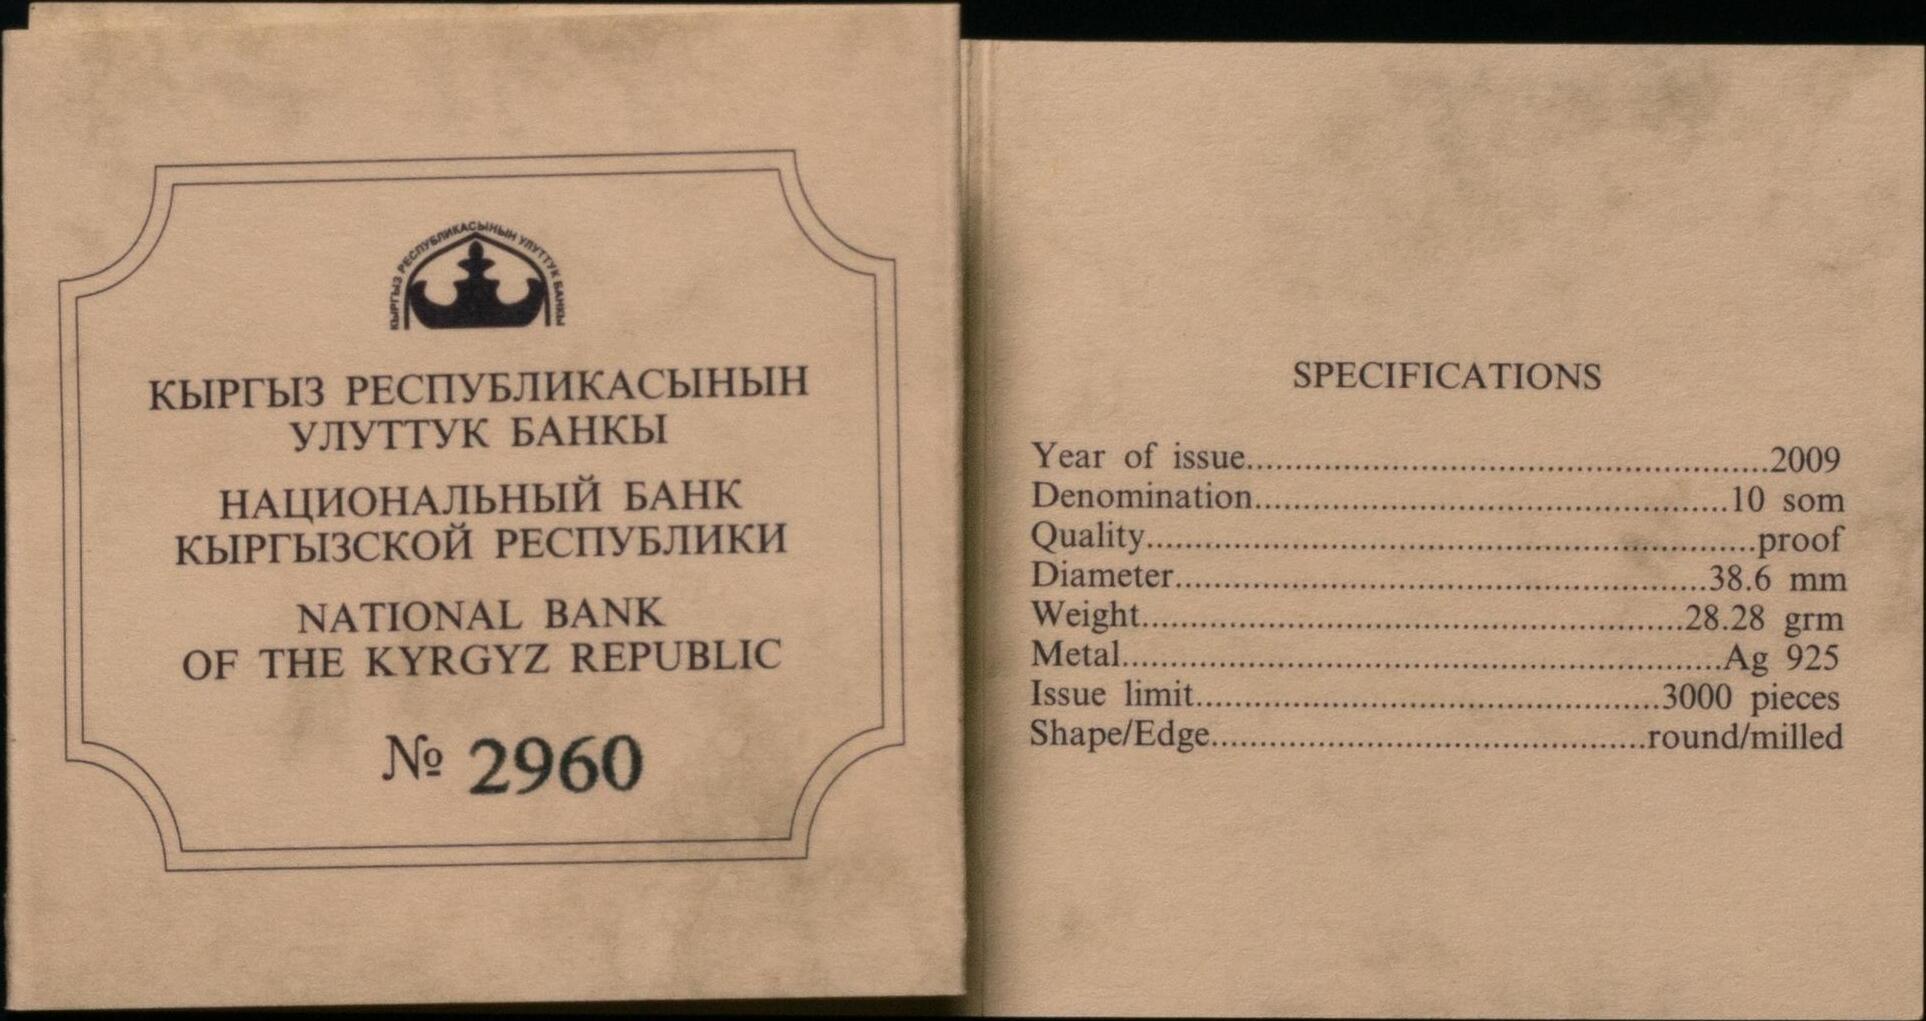 КЫРГЫЗ РЕСПУБЛИКАСЫНЫН УЛУТТУК БАНКЫ
КЫРГЫЗ РЕСПУБЛИКАСЫНЫН
УЛУТТУК БАНКЫ
НАЦИОНАЛЬНЫЙ БАНК
КЫРГЫЗСКОЙ РЕСПУБЛИКИ
NATIONAL BANK
OF THE KYRGYZ REPUBLIC
№ 2960
SPECIFICATIONS
Year of issue......................................................2009
Denomination.................................................10 som
Quality...............................................................proof
Diameter.......................................................38.6 mm
Weight........................................................28.28 grm
Metal..............................................................Ag 925
Issue limit................................................3000 pieces
Shape/Edge.............................................round/milled